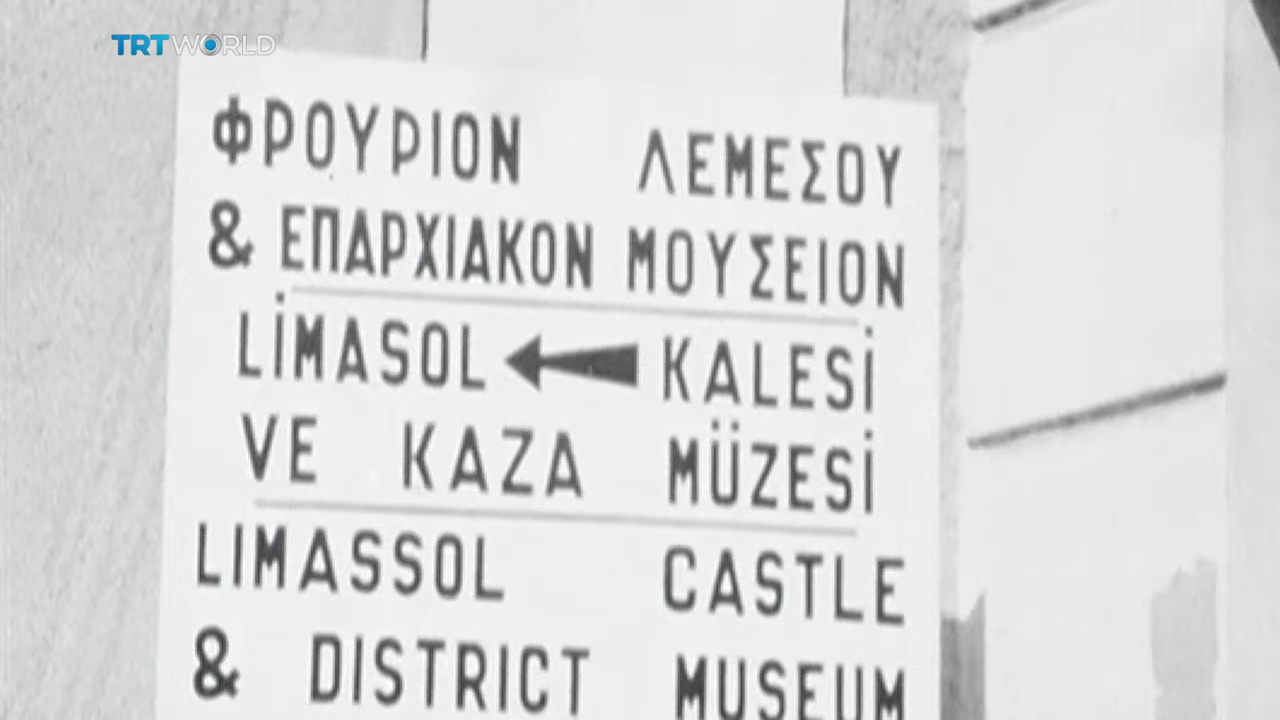 TRT WORLD
ΦΡΟΥΡΙΟΝ ΛΕΜΕΣΟΥ
& ΕΠΑΡΧΙΑΚΟΝ ΜΟΥΣΕΙΟΝ
LİMASOL KALESİ
VE KAZA MÜZESİ
LIMASSOL CASTLE
& DISTRICT MUSEUM